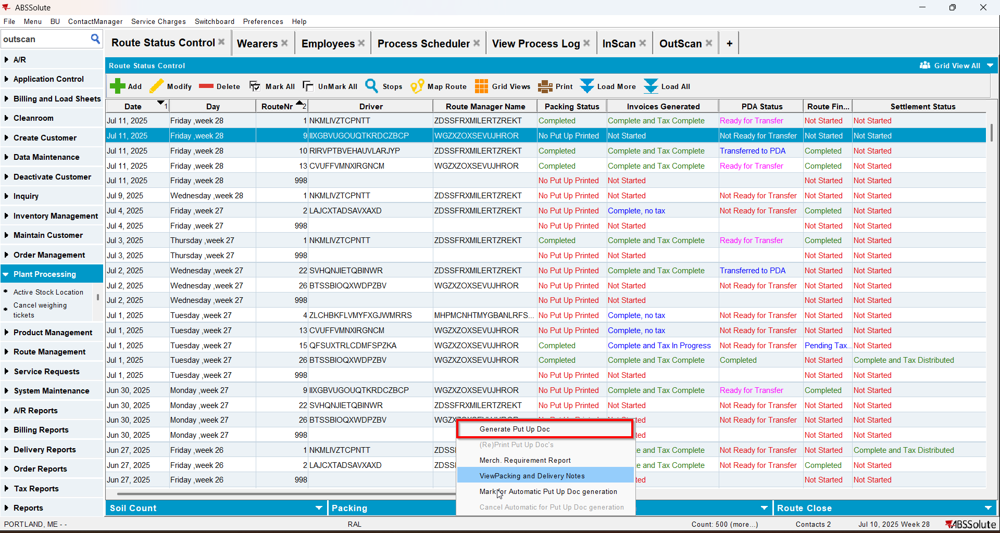 ABSSolute
File Menu BU ContactManager Service Charges Switchboard Preferences Help
outscan
Route Status Control Wearers Employees Process Scheduler View Process Log InScan OutScan +
Route Status Control Grid View All
Add Modify Delete Mark All UnMark All Stops Map Route Grid Views Print Load More Load All
A/R
Application Control
Billing and Load Sheets
Cleanroom
Create Customer
Data Maintenance
Deactivate Customer
Inquiry
Inventory Management
Maintain Customer
Order Management
Plant Processing
Active Stock Location
Cancel weighing
tickets
Product Management
Route Management
Service Requests
System Maintenance
A/R Reports
Billing Reports
Delivery Reports
Order Reports
Tax Reports
Reports
Date 1 Day RouteNr 2 Driver Route Manager Name Packing Status Invoices Generated PDA Status Route Fin... Settlement Status
Jul 11, 2025 Friday ,week 28 1 NKMLIVZTCPNTT ZDSSFRXMILERTZREKT Completed Complete and Tax Complete Ready for Transfer Not Started Not Started
Jul 11, 2025 Friday ,week 28 9 IIXGBVUGOUQTKRDCZBCP WGZXZOXSEVUJHROR No Put Up Printed Not Started Not Ready for Transfer Not Started Not Started
Jul 11, 2025 Friday ,week 28 10 RIRVPTBVEHAUVLARJYP ZDSSFRXMILERTZREKT Completed Complete and Tax Complete Transferred to PDA Completed Not Started
Jul 11, 2025 Friday ,week 28 13 CVUFFVMNXIRGNCM WGZXZOXSEVUJHROR Completed Complete and Tax Complete Ready for Transfer Completed Not Started
Jul 11, 2025 Friday ,week 28 998 No Put Up Printed Not Started Not Started Not Started
Jul 9, 2025 Wednesday ,week 28 1 NKMLIVZTCPNTT ZDSSFRXMILERTZREKT No Put Up Printed Not Started Not Ready for Transfer Not Started Not Started
Jul 4, 2025 Friday ,week 27 2 LAJCXTADSAVXAXD ZDSSFRXMILERTZREKT No Put Up Printed Complete, no tax Not Ready for Transfer Completed Not Started
Jul 4, 2025 Friday ,week 27 998 No Put Up Printed Not Started Not Started Not Started
Jul 3, 2025 Thursday ,week 27 1 NKMLIVZTCPNTT ZDSSFRXMILERTZREKT Completed Complete and Tax Complete Ready for Transfer Completed Not Started
Jul 3, 2025 Thursday ,week 27 998 No Put Up Printed Not Started Not Started Not Started
Jul 2, 2025 Wednesday ,week 27 22 SVHQNJIETQBINWR ZDSSFRXMILERTZREKT No Put Up Printed Complete and Tax Complete Transferred to PDA Not Started Not Started
Jul 2, 2025 Wednesday ,week 27 26 BTSSBIOQXWDPZBV WGZXZOXSEVUJHROR No Put Up Printed Not Started Not Ready for Transfer Not Started Not Started
Jul 2, 2025 Wednesday ,week 27 998 No Put Up Printed Not Started Not Started Not Started
Jul 1, 2025 Tuesday ,week 27 4 ZLCHBKFLVMYFXGJWMRRS MHPMCNHTMYGBANLRFS... No Put Up Printed Complete, no tax Not Ready for Transfer Not Started Not Started
Jul 1, 2025 Tuesday ,week 27 13 CVUFFVMNXIRGNCM WGZXZOXSEVUJHROR No Put Up Printed Complete, no tax Not Ready for Transfer Not Started Not Started
Jul 1, 2025 Tuesday ,week 27 15 QFSUXTRLCDMFSPZKA WGZXZOXSEVUJHROR Completed Complete and Tax In Progress Not Ready for Transfer Pending Tax... Not Started
Jul 1, 2025 Tuesday ,week 27 26 BTSSBIOQXWDPZBV WGZXZOXSEVUJHROR Completed Complete and Tax Complete Completed Not Started Complete and Tax Distributed
Jul 1, 2025 Tuesday ,week 27 998 No Put Up Printed Not Started Not Started Not Started
Jun 30, 2025 Monday ,week 27 9 IIXGBVUGOUQTKRDCZBCP WGZXZOXSEVUJHROR No Put Up Printed Complete and Tax Complete Ready for Transfer Completed Not Started
Jun 30, 2025 Monday ,week 27 22 SVHQNJIETQBINWR ZDSSFRXMILERTZREKT No Put Up Printed Not Started Not Ready for Transfer Not Started Not Started
Jun 30, 2025 Monday ,week 27 26 BTSSBIOQXWDPZBV WGZXZOXSEVUJHROR Not Ready for Transfer Not Started Not Started
Jun 30, 2025 Monday ,week 27 998 ted Not Started Not Started
Jun 27, 2025 Friday ,week 26 1 NKMLIVZTCPNTT ZDSS e and Tax Complete Not Ready for Transfer Not Started Complete and Tax Distributed
Jun 27, 2025 Friday ,week 26 2 LAJCXTADSAVXAXD ZDSS e and Tax Complete Not Ready for Transfer Completed Not Started
Jun 27, 2025 Friday ,week 26 998 ted Not Started Not Started
Generate Put Up Doc
(Re)Print Put Up Doc's
Merch. Requirement Report
ViewPacking and Delivery Notes
Mark for Automatic Put Up Doc generation
Cancel Automatic for Put Up Doc generation
Soil Count Packing Route Close
PORTLAND, ME - - RAL Count: 500 (more...) Contacts 2 Jul 10, 2025 Week 28 ABSSolute